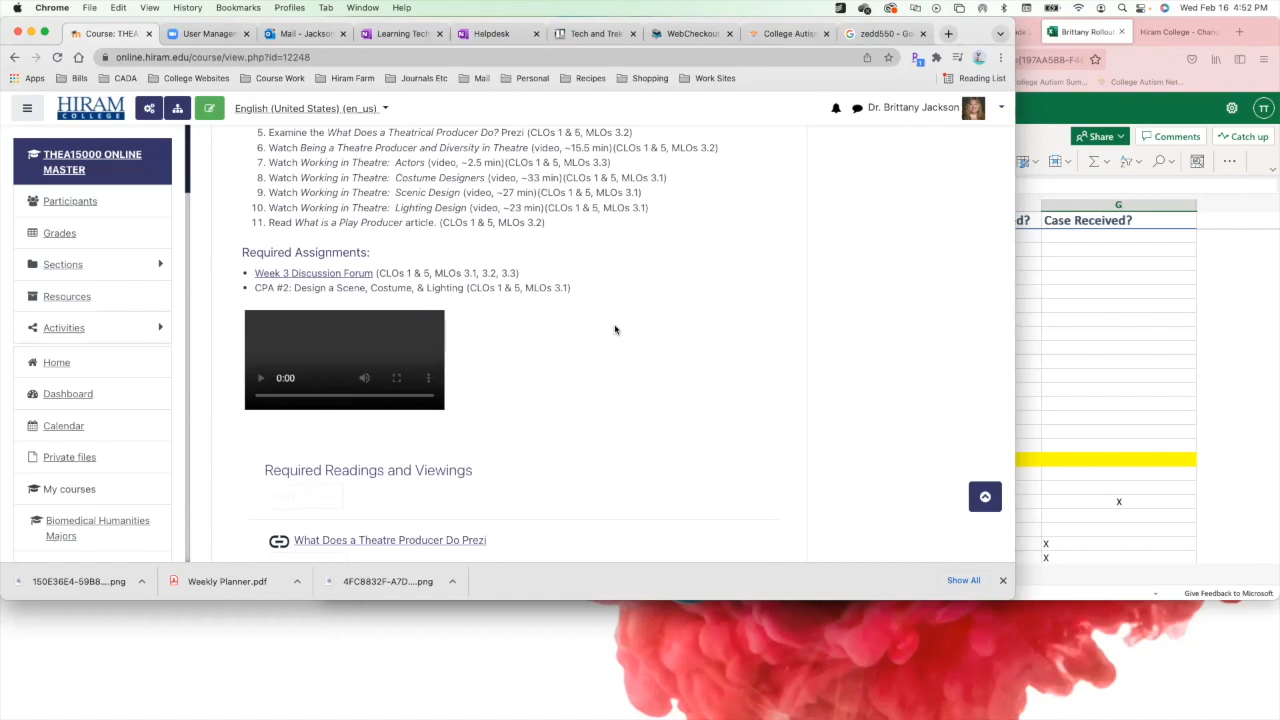 Chrome File Edit View History Bookmarks Profiles Tab Window Help Wed Feb 16 4:52 PM
Course: THEA User Manage Mail - Jackson Learning Tech Helpdesk Tech and Trek WebCheckout College Autism zedd550 - Go
Brittany Rollout Hiram College - Chang
online.hiram.edu/course/view.php?id=12248
Apps Bills CADA College Websites Course Work Hiram Farm Journals Etc Mail Personal Recipes Shopping Work Sites Reading List
College Autism Sum... College Autism Net...
HIRAM COLLEGE
English (United States) (en_us)
Dr. Brittany Jackson
TT
Share Comments Catch up
THEA15000 ONLINE MASTER
Participants
Grades
Sections
Resources
Activities
Home
Dashboard
Calendar
Private files
My courses
Biomedical Humanities Majors
5. Examine the What Does a Theatrical Producer Do? Prezi (CLOs 1 & 5, MLOs 3.2)
6. Watch Being a Theatre Producer and Diversity in Theatre (video, ~15.5 min)(CLOs 1 & 5, MLOs 3.2)
7. Watch Working in Theatre: Actors (video, ~2.5 min)(CLOs 1 & 5, MLOs 3.3)
8. Watch Working in Theatre: Costume Designers (video, ~33 min)(CLOs 1 & 5, MLOs 3.1)
9. Watch Working in Theatre: Scenic Design (video, ~27 min)(CLOs 1 & 5, MLOs 3.1)
10. Watch Working in Theatre: Lighting Design (video, ~23 min)(CLOs 1 & 5, MLOs 3.1)
11. Read What is a Play Producer article. (CLOs 1 & 5, MLOs 3.2)
Required Assignments:
Week 3 Discussion Forum (CLOs 1 & 5, MLOs 3.1, 3.2, 3.3)
CPA #2: Design a Scene, Costume, & Lighting (CLOs 1 & 5, MLOs 3.1)
0:00
Required Readings and Viewings
What Does a Theatre Producer Do Prezi
G
d? Case Received?
X
X
X
150E36E4-59B8....png Weekly Planner.pdf 4FC8832F-A7D....png Show All
Give Feedback to Microsoft